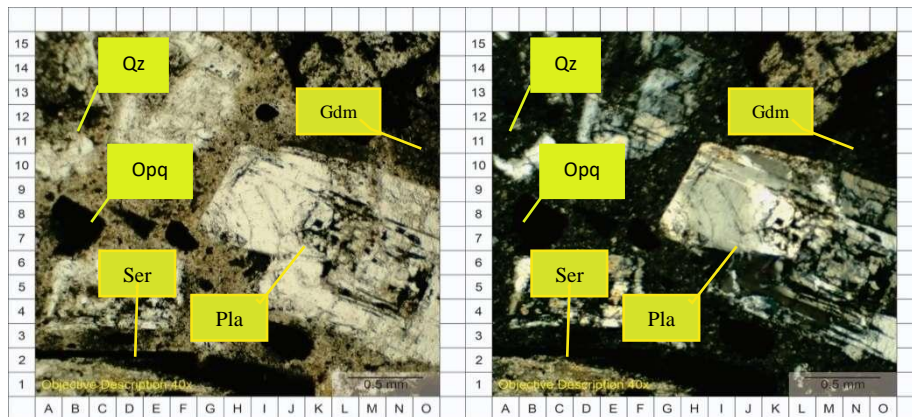 15
14
13
12
11
10
9
8
7
6
5
4
3
2
1
Qz
Gdm
Opq
Ser
Pla
Objective Description 40x
0.5 mm
A B C D E F G H I J K L M N O
15
14
13
12
11
10
9
8
7
6
5
4
3
2
1
Qz
Gdm
Opq
Ser
Pla
Objective Description 40x
0.5 mm
A B C D E F G H I J K L M N O